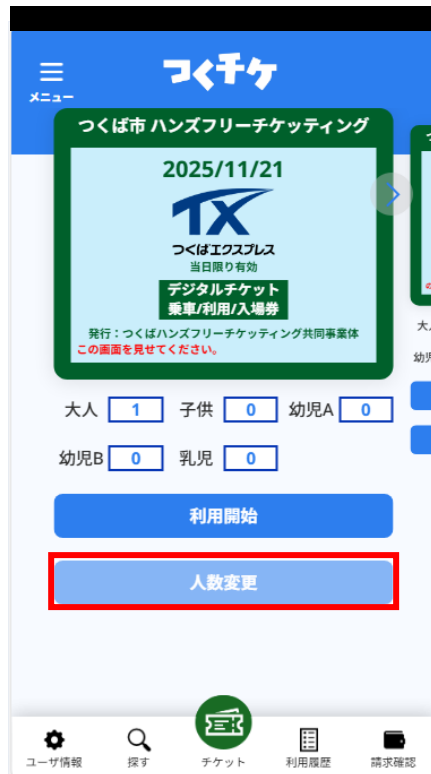 つくチケ
メニュー
つくば市 ハンズフリーチケッティング
2025/11/21
TX
つくばエクスプレス
当日限り有効
デジタルチケット
乗車/利用/入場券
発行：つくばハンズフリーチケッティング共同事業体
この画面を見せてください。
大人 1 子供 0 幼児A 0
幼児B 0 乳児 0
利用開始
人数変更
ユーザ情報 探す チケット 利用履歴 請求確認